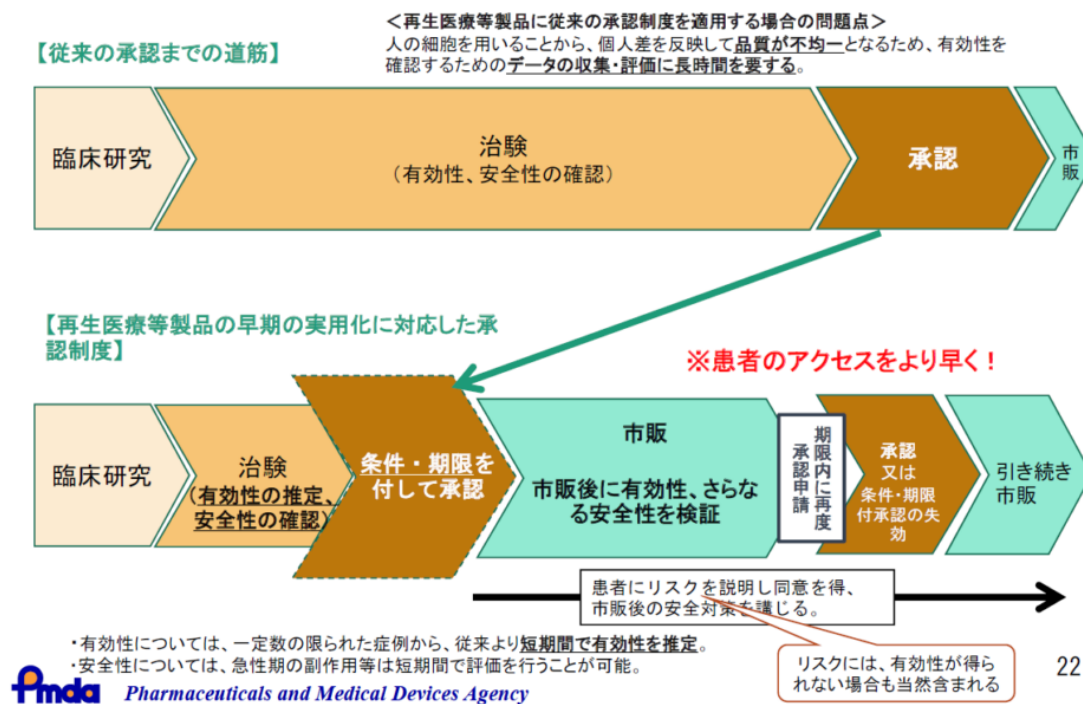 ＜再生医療等製品に従来の承認制度を適用する場合の問題点＞
【従来の承認までの道筋】
人の細胞を用いることから、個人差を反映して品質が不均一となるため、有効性を
確認するためのデータの収集・評価に長時間を要する。
臨床研究
治験
（有効性、安全性の確認）
承認
市
販
【再生医療等製品の早期の実用化に対応した承
認制度】
※患者のアクセスをより早く！
臨床研究
治験
（有効性の推定、
安全性の確認）
条件・期限を
付して承認
市販
市販後に有効性、さらな
る安全性を検証
期限内に再度
承認申請
承認
又は
条件・期限
付承認の失
効
引き続き
市販
患者にリスクを説明し同意を得、
市販後の安全対策を講じる。
・有効性については、一定数の限られた症例から、従来より短期間で有効性を推定。
・安全性については、急性期の副作用等は短期間で評価を行うことが可能。
リスクには、有効性が得ら
れない場合も当然含まれる
22
Pmda Pharmaceuticals and Medical Devices Agency